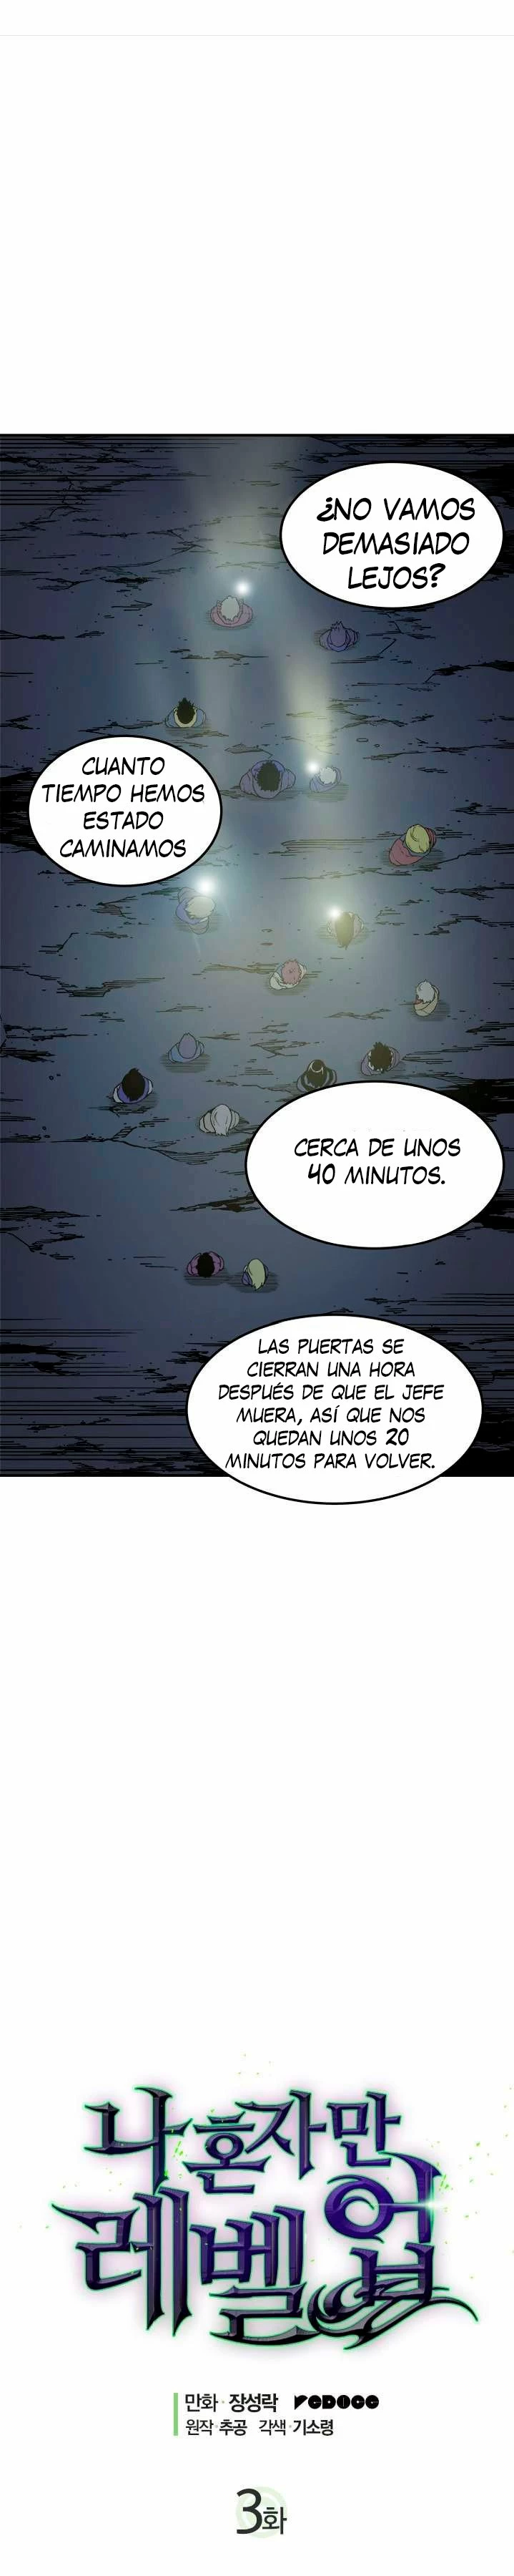 ¿NO VAMOS
DEMASIADO
LEJOS?
CUANTO
TIEMPO HEMOS
ESTADO
CAMINAMOS
CERCA DE UNOS
40 MINUTOS.
LAS PUERTAS SE
CIERRAN UNA HORA
DESPUÉS DE QUE EL JEFE
MUERA, ASÍ QUE NOS
QUEDAN UNOS 20
MINUTOS PARA VOLVER.
나 혼자만
레벨업
만화·장성락 REDICE
원작·추공 각색·기소령
3화